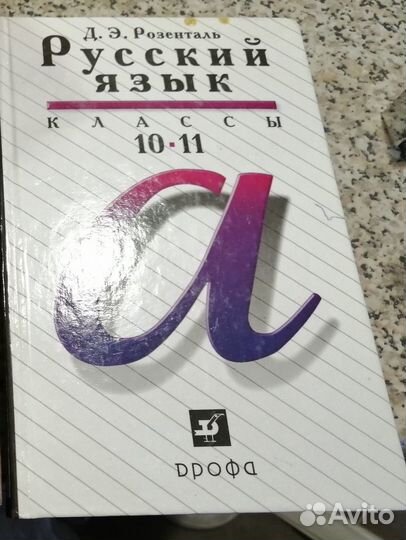 Д. Э. Розенталь
Русский
язык
классы
10·11
а
дрофа
Avito